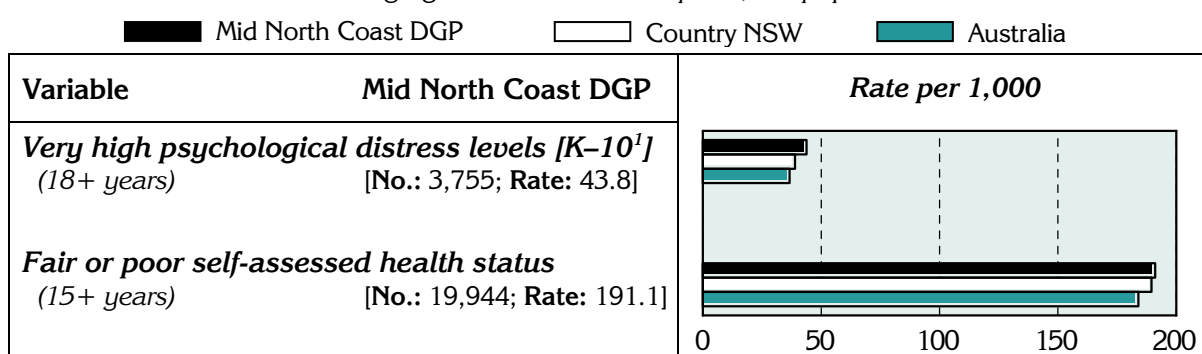 Mid North Coast DGP Country NSW Australia
Variable Mid North Coast DGP Rate per 1,000
Very high psychological distress levels [K–10¹]
(18+ years) [No.: 3,755; Rate: 43.8]
Fair or poor self-assessed health status
(15+ years) [No.: 19,944; Rate: 191.1]
0 50 100 150 200